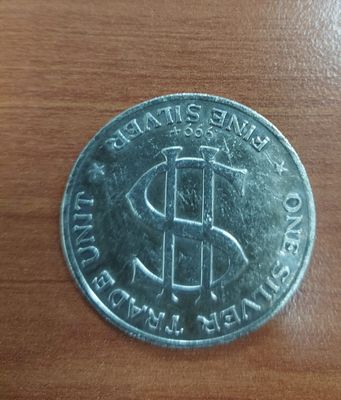 ONE SILVER TRADE UNIT
$
999+
FINE SILVER